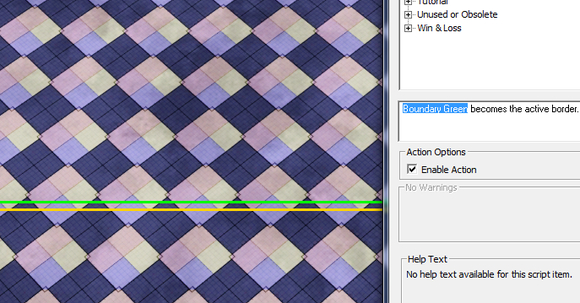 Tutorial
Unused or Obsolete
Win & Loss
Boundary Green becomes the active border.
Action Options
Enable Action
No Warnings
Help Text
No help text available for this script item.